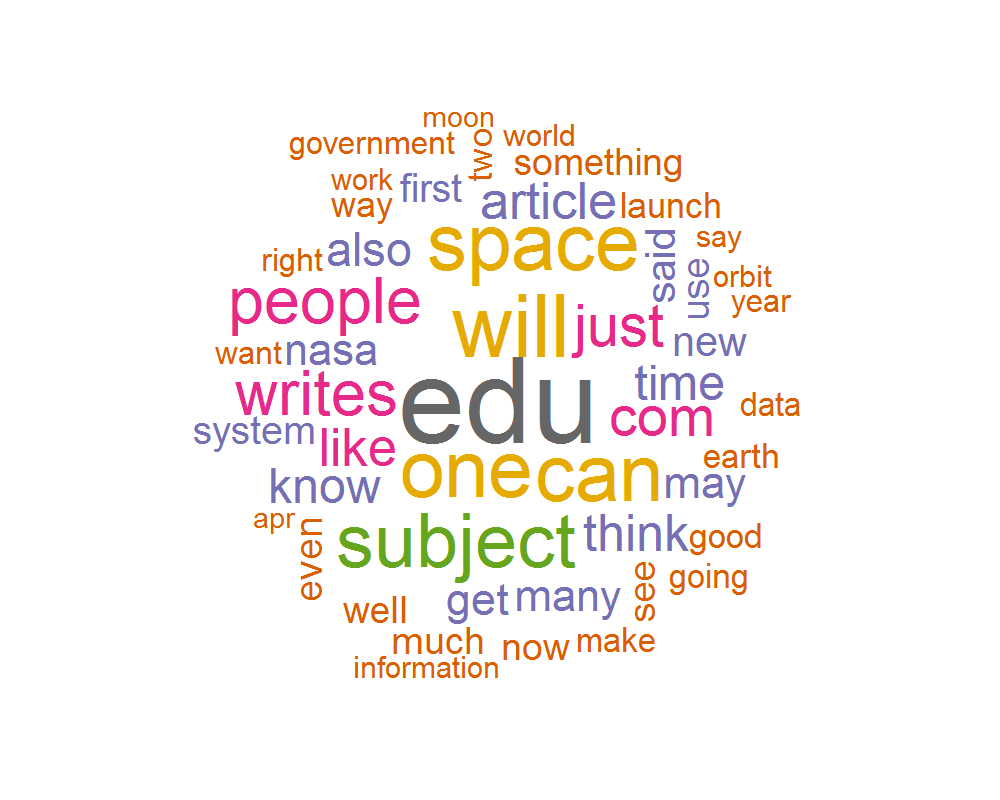 moon
government
two
world
something
work
first
way
article
launch
right
also
space
said
say
use
orbit
year
people
will
just
new
want
nasa
writes
edu
time
com
data
system
like
one
can
earth
know
may
apr
even
subject
think
good
well
get
many
see
going
much
now
make
information